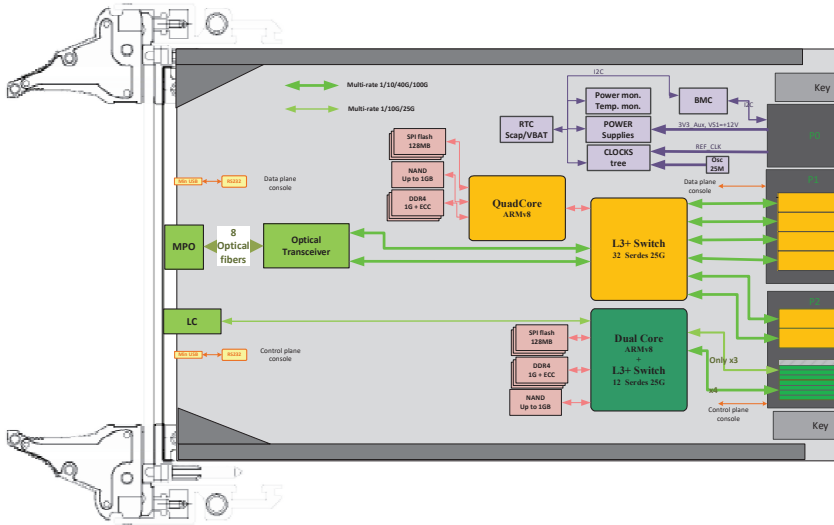 Multi-rate 1/10/40G/100G
Multi-rate 1/10G/25G
I2C
Power mon.
Temp. mon.
BMC
I2C
Key
RTC
Scap/VBAT
POWER
Supplies
3V3_Aux, VS1=+12V
P0
CLOCKS
tree
REF_CLK
Osc
25M
SPI flash
128MB
NAND
Up to 1GB
DDR4
1G + ECC
QuadCore
ARMv8
Mini USB
RS232
Data plane
console
Data plane
console
P1
MPO
8
Optical
fibers
Optical
Transceiver
L3+ Switch
32 Serdes 25G
P2
LC
Mini USB
RS232
Control plane
console
SPI flash
128MB
DDR4
1G + ECC
NAND
Up to 1GB
Dual Core
ARMv8
+
L3+ Switch
12 Serdes 25G
Only x3
x4
Control plane
console
Key